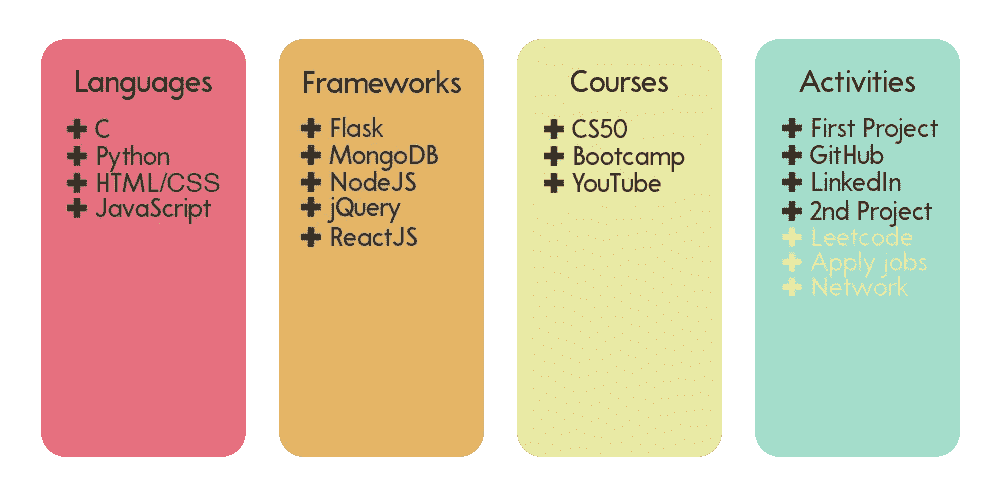 Languages
+ C
+ Python
+ HTML/CSS
+ JavaScript
Frameworks
+ Flask
+ MongoDB
+ NodeJS
+ jQuery
+ ReactJS
Courses
+ CS50
+ Bootcamp
+ YouTube
Activities
+ First Project
+ GitHub
+ LinkedIn
+ 2nd Project
+ Leetcode
+ Apply jobs
+ Network